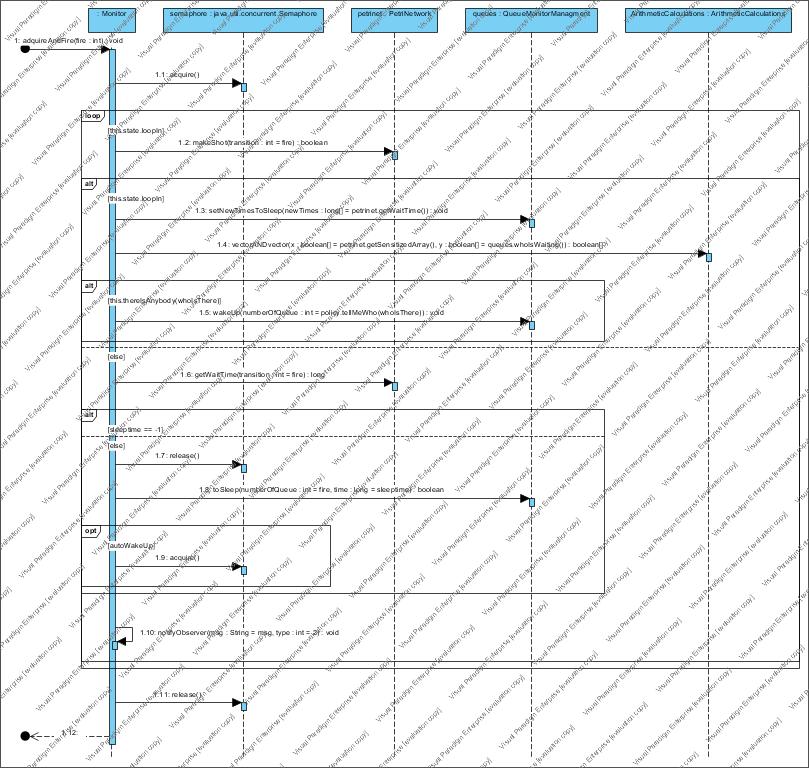 : Monitor
semaphore : java.util.concurrent.Semaphore
petrinet : PetriNetwork
queues : QueueMonitorManagment
ArithmeticCalculations : ArithmeticCalculations
1: acquireAndFire(fire : int) : void
1.1: acquire()
loop
[this.state.loopIn]
1.2: makeShot(transition : int = fire) : boolean
alt
[this.state.loopIn]
1.3: setNewTimesToSleep(newTimes : long[] = petrinet.getWaitTime()) : void
1.4: vectorANDvector(x : boolean[] = petrinet.getSensitizedArray(), y : boolean[] = queues.whoIsWaiting()) : boolean[]
alt
[this.thereIsAnybody(whoIsThere)]
1.5: wakeUp(numberOfQueue : int = policy.tellMeWho(whoIsThere)) : void
[else]
1.6: getWaitTime(transition : int = fire) : long
alt
[sleeptime == -1]
[else]
1.7: release()
1.8: toSleep(numberOfQueue : int = fire, time : long = sleeptime) : boolean
opt
[autoWakeUp]
1.9: acquire()
1.10: notifyObserver(msg : String = msg, type : int = 2) : void
1.11: release()
1.12:
Visual Paradigm Enterprise [evaluation copy]